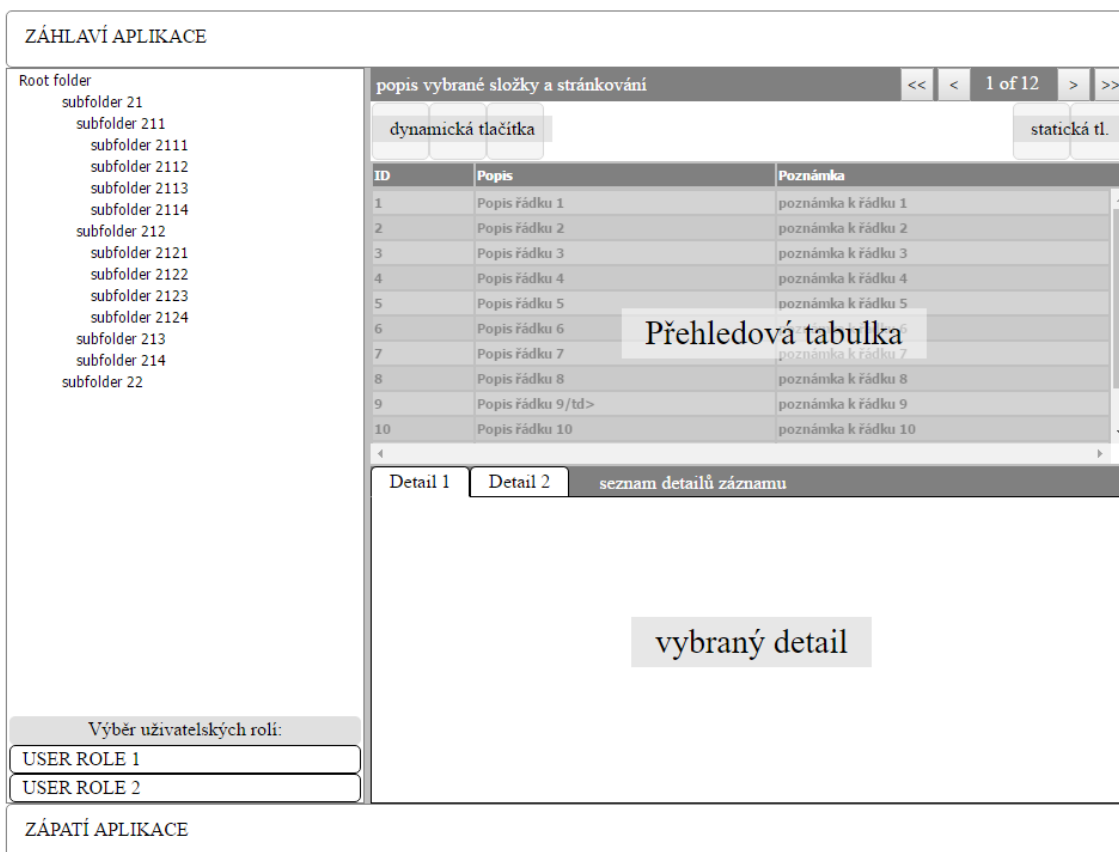 ZÁHLAVÍ APLIKACE
Root folder
subfolder 21
subfolder 211
subfolder 2111
subfolder 2112
subfolder 2113
subfolder 2114
subfolder 212
subfolder 2121
subfolder 2122
subfolder 2123
subfolder 2124
subfolder 213
subfolder 214
subfolder 22
Výběr uživatelských rolí:
USER ROLE 1
USER ROLE 2
popis vybrané složky a stránkování << < 1 of 12 > >>
dynamická tlačítka statická tl.
ID Popis Poznámka
1 Popis řádku 1 poznámka k řádku 1
2 Popis řádku 2 poznámka k řádku 2
3 Popis řádku 3 poznámka k řádku 3
4 Popis řádku 4 poznámka k řádku 4
5 Popis řádku 5 poznámka k řádku 5
6 Popis řádku 6 poznámka k řádku 6
Přehledová tabulka
7 Popis řádku 7 poznámka k řádku 7
8 Popis řádku 8 poznámka k řádku 8
9 Popis řádku 9/td> poznámka k řádku 9
10 Popis řádku 10 poznámka k řádku 10
Detail 1 Detail 2 seznam detailů záznamu
vybraný detail
ZÁPATÍ APLIKACE